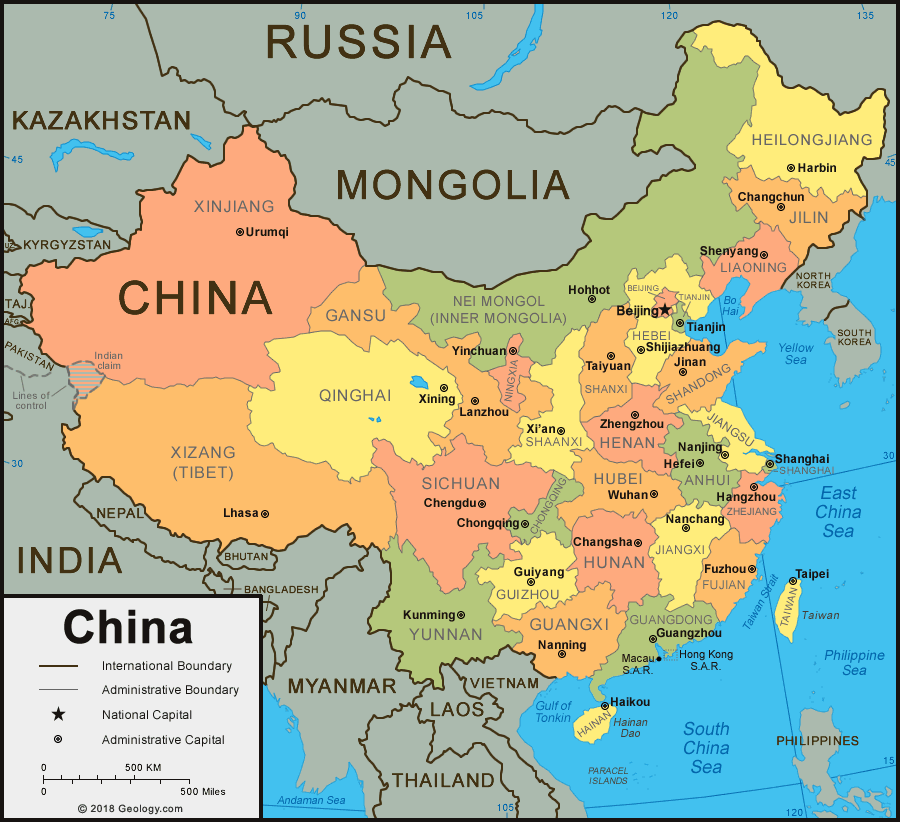 75
90
105
120
135
RUSSIA
KAZAKHSTAN
HEILONGJIANG
45
45
Harbin
MONGOLIA
Changchun
XINJIANG
JILIN
Urumqi
KYRGYZSTAN
Shenyang
LIAONING
NORTH
KOREA
CHINA
Hohhot
BEIJING
TIANJIN
Bo
Hai
TAJ.
NEI MONGOL
(INNER MONGOLIA)
GANSU
Beijing
AFG.
Tianjin
HEBEI
SOUTH
KOREA
PAKISTAN
Yinchuan
Shijiazhuang
Yellow
Sea
Indian
claim
Taiyuan
Jinan
NINGXIA
SHANDONG
Lines of
control
QINGHAI
Xining
SHANXI
Lanzhou
Zhengzhou
JIANGSU
Xi'an
SHAANXI
HENAN
Nanjing
XIZANG
(TIBET)
30
30
Hefei
Shanghai
SHANGHAI
SICHUAN
HUBEI
ANHUI
Chengdu
CHONGQING
Wuhan
Hangzhou
ZHEJIANG
East
China
Sea
NEPAL
Lhasa
Chongqing
Nanchang
Changsha
JIANGXI
INDIA
BHUTAN
HUNAN
Guiyang
GUIZHOU
Fuzhou
FUJIAN
Taipei
BANGLADESH
Taiwan Strait
TAIWAN
Taiwan
Kunming
YUNNAN
GUANGXI
GUANGDONG
Guangzhou
Nanning
Macau
S.A.R.
Hong Kong
S.A.R.
Philippine
Sea
MYANMAR
VIETNAM
LAOS
Gulf of
Tonkin
Haikou
HAINAN
Hainan
Dao
South
China
Sea
PHILIPPINES
THAILAND
PARACEL
ISLANDS
15
Andaman Sea
105
120
China
International Boundary
Administrative Boundary
National Capital
Administrative Capital
0
500 KM
0
500 Miles
© 2018 Geology.com